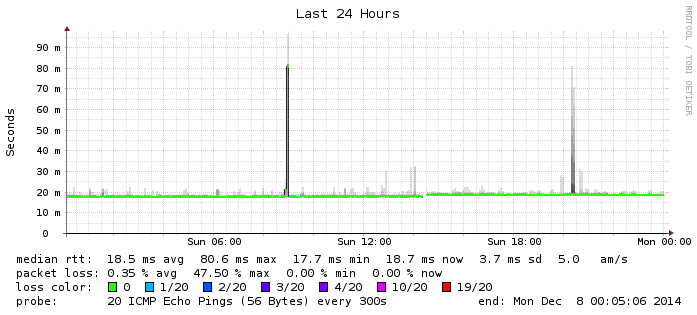 Last 24 Hours
RRDTOOL / TOBI OETIKER
Seconds
90 m
80 m
70 m
60 m
50 m
40 m
30 m
20 m
10 m
0
Sun 06:00 Sun 12:00 Sun 18:00 Mon 00:00
median rtt: 18.5 ms avg 80.6 ms max 17.7 ms min 18.7 ms now 3.7 ms sd 5.0 am/s
packet loss: 0.35 % avg 47.50 % max 0.00 % min 0.00 % now
loss color: 0 1/20 2/20 3/20 4/20 10/20 19/20
probe: 20 ICMP Echo Pings (56 Bytes) every 300s end: Mon Dec 8 00:05:06 2014